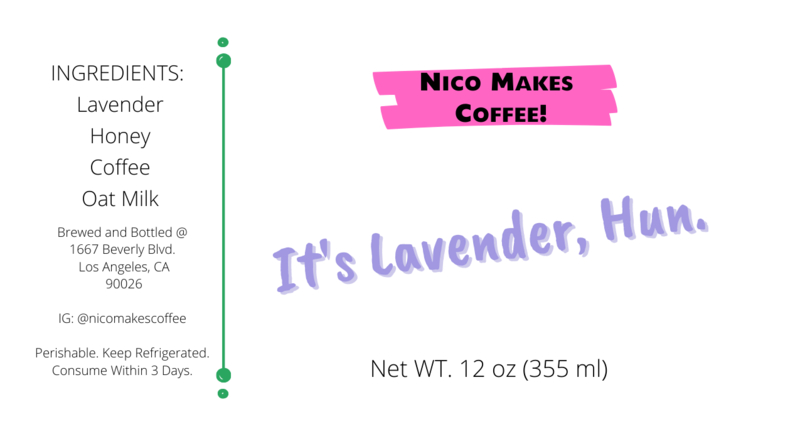 INGREDIENTS:
Lavender
Honey
Coffee
Oat Milk
Brewed and Bottled @
1667 Beverly Blvd.
Los Angeles, CA
90026
IG: @nicomakescoffee
Perishable. Keep Refrigerated.
Consume Within 3 Days.
Nico Makes
Coffee!
It's Lavender, Hun.
Net WT. 12 oz (355 ml)